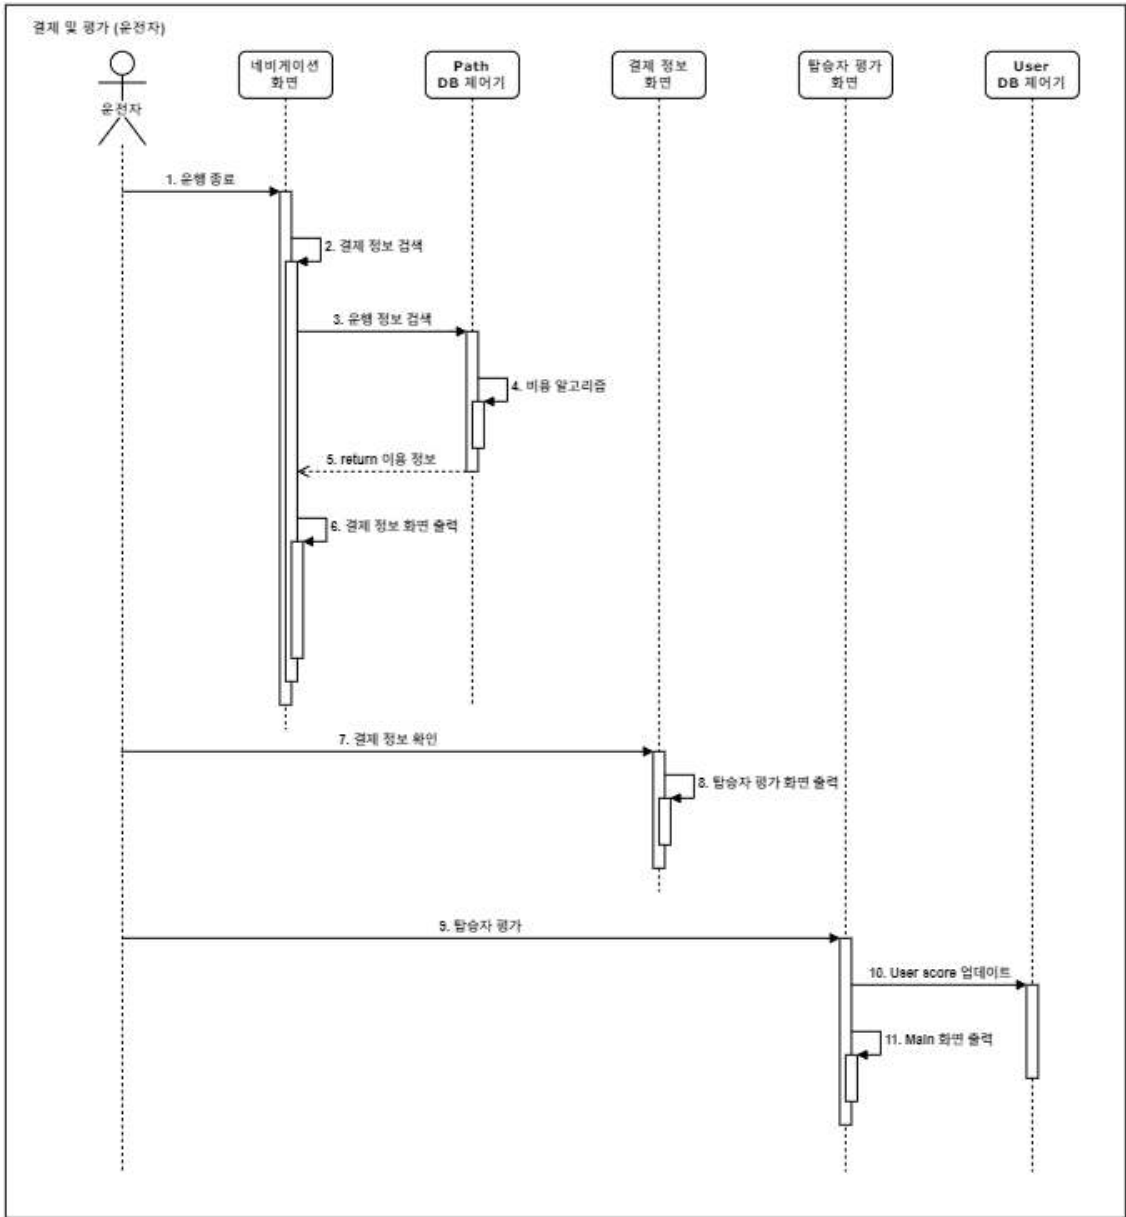 결제 및 평가 (운전자)
운전자
네비게이션
화면
Path
DB 제어기
결제 정보
화면
탑승자 평가
화면
User
DB 제어기
1. 운행 종료
2. 결제 정보 검색
3. 운행 정보 검색
4. 비용 알고리즘
5. return 이용 정보
6. 결제 정보 화면 출력
7. 결제 정보 확인
8. 탑승자 평가 화면 출력
9. 탑승자 평가
10. User score 업데이트
11. Main 화면 출력